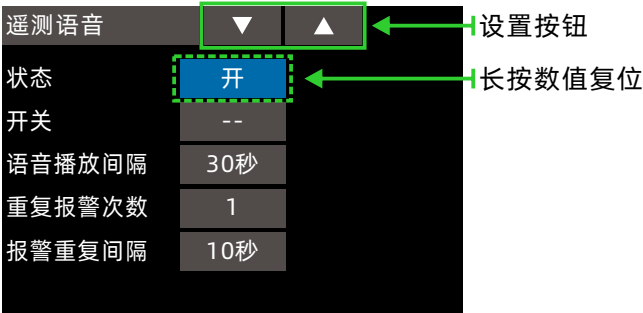 遥测语音 ▼ ▲ 设置按钮
状态 开 长按数值复位
开关 --
语音播放间隔 30秒
重复报警次数 1
报警重复间隔 10秒